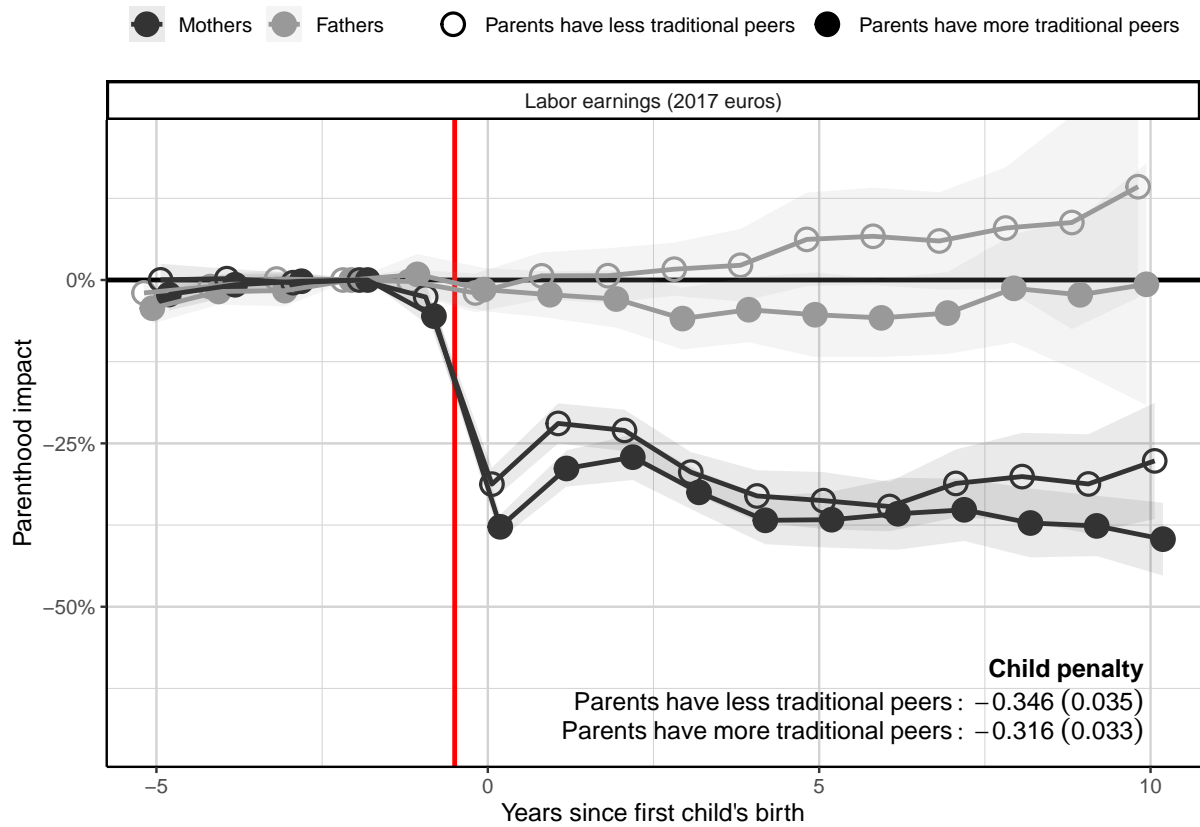 Mothers Fathers Parents have less traditional peers Parents have more traditional peers
Labor earnings (2017 euros)
Parenthood impact
0%
−25%
−50%
Child penalty
Parents have less traditional peers : −0.346 (0.035)
Parents have more traditional peers : −0.316 (0.033)
−5 0 5 10
Years since first child's birth